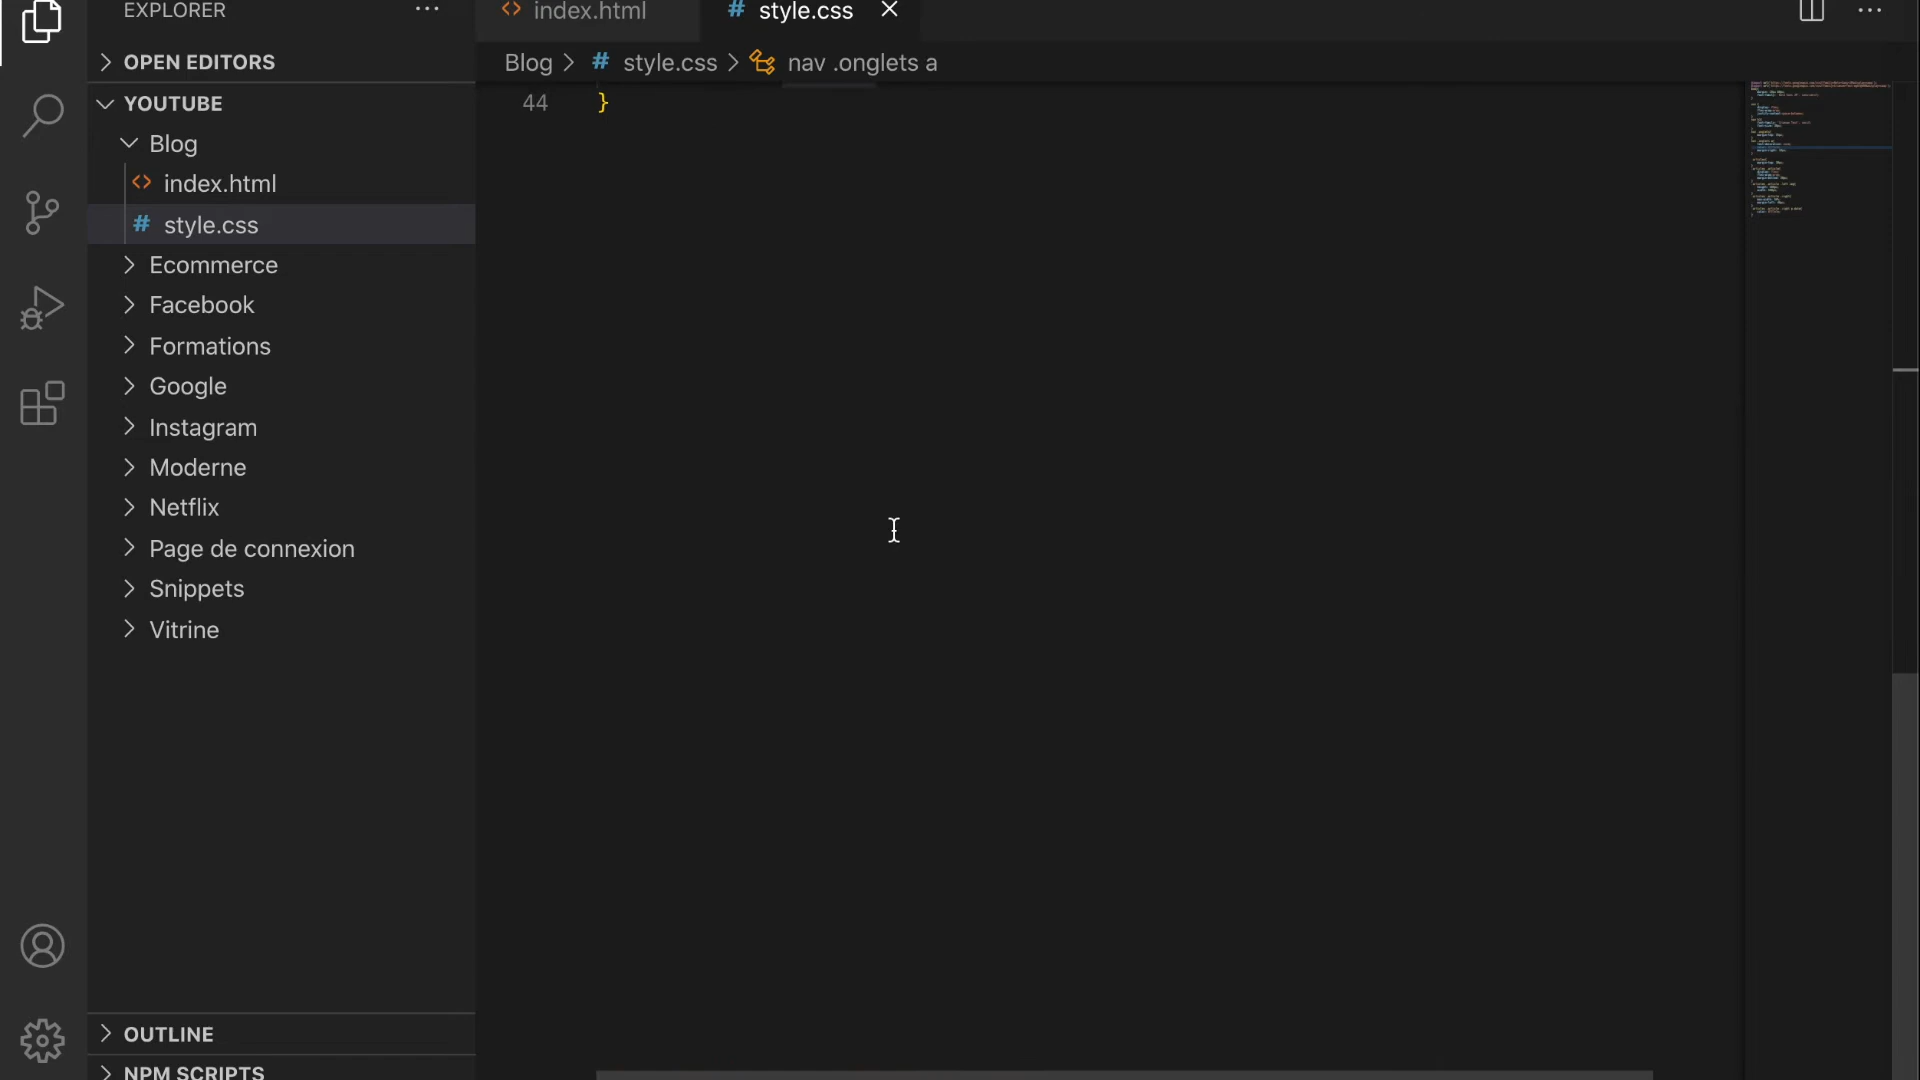 EXPLORER
index.html
style.css
OPEN EDITORS
Blog > style.css > nav .onglets a
YOUTUBE
44 }
Blog
index.html
style.css
Ecommerce
Facebook
Formations
Google
Instagram
Moderne
Netflix
Page de connexion
Snippets
Vitrine
OUTLINE
NPM SCRIPTS